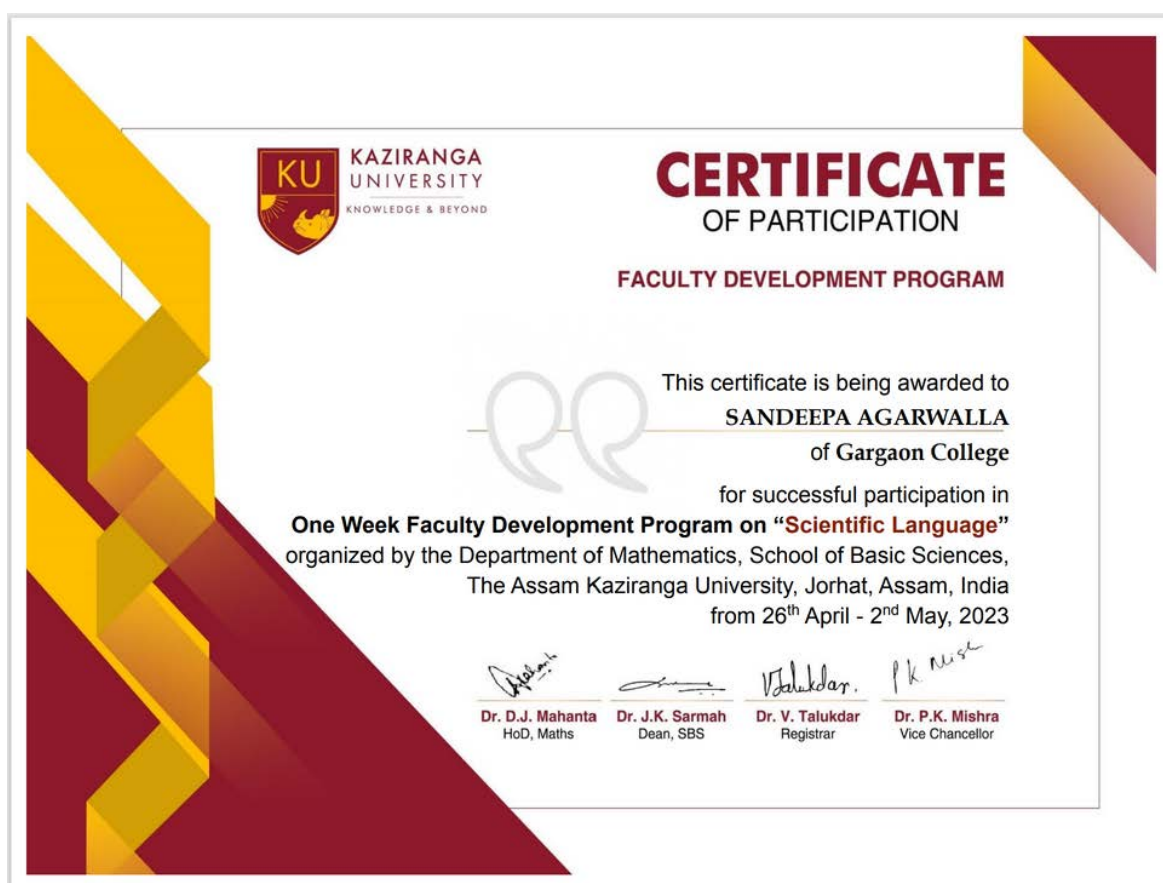 KU
KAZIRANGA
UNIVERSITY
KNOWLEDGE & BEYOND
CERTIFICATE
OF PARTICIPATION
FACULTY DEVELOPMENT PROGRAM
This certificate is being awarded to
SANDEEPA AGARWALLA
of Gargaon College
for successful participation in
One Week Faculty Development Program on “Scientific Language”
organized by the Department of Mathematics, School of Basic Sciences,
The Assam Kaziranga University, Jorhat, Assam, India
from 26th April - 2nd May, 2023
VTalukdar. P.K. Mish
Dr. D.J. Mahanta Dr. J.K. Sarmah Dr. V. Talukdar Dr. P.K. Mishra
HoD, Maths Dean, SBS Registrar Vice Chancellor